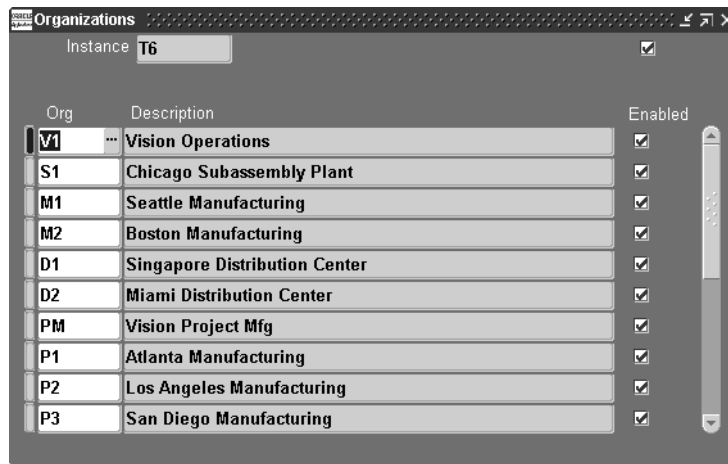 Organizations
Instance T6
Org Description Enabled
V1 ... Vision Operations
S1 Chicago Subassembly Plant
M1 Seattle Manufacturing
M2 Boston Manufacturing
D1 Singapore Distribution Center
D2 Miami Distribution Center
PM Vision Project Mfg
P1 Atlanta Manufacturing
P2 Los Angeles Manufacturing
P3 San Diego Manufacturing